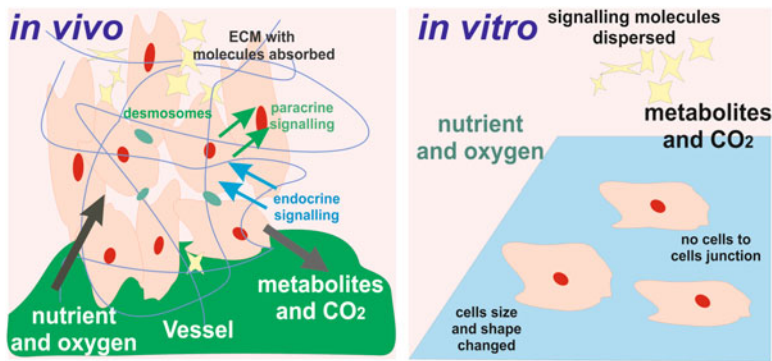 in vivo
ECM with
molecules absorbed
desmosomes
paracrine
signalling
endocrine
signalling
nutrient
and oxygen
Vessel
metabolites
and CO2
in vitro
signalling molecules
dispersed
nutrient
and oxygen
metabolites
and CO2
no cells to
cells junction
cells size
and shape
changed